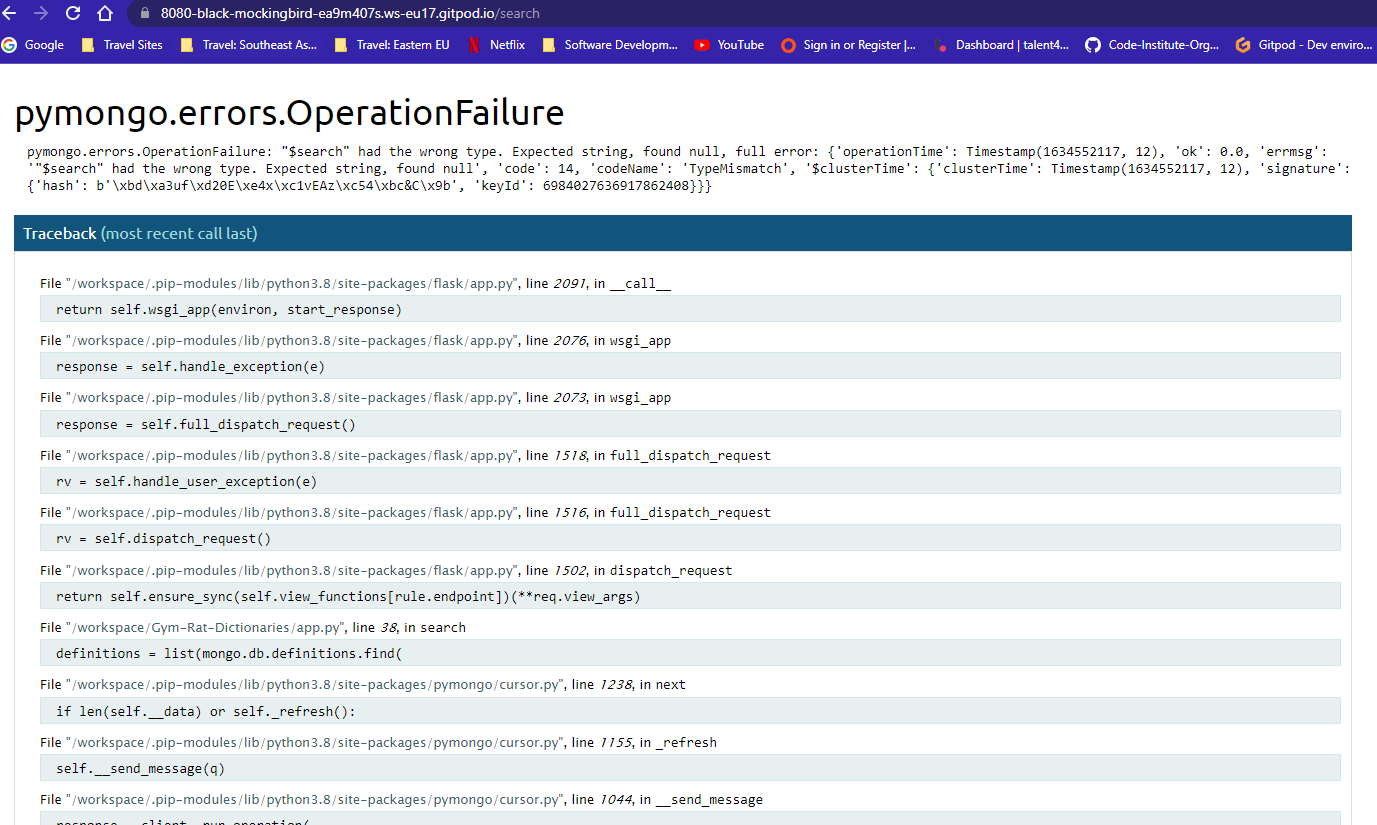 8080-black-mockingbird-ea9m407s.ws-eu17.gitpod.io/search
Google Travel Sites Travel: Southeast As... Travel: Eastern EU Netflix Software Developm... YouTube Sign in or Register |... Dashboard | talent4... Code-Institute-Org... Gitpod - Dev enviro...
pymongo.errors.OperationFailure
pymongo.errors.OperationFailure: "$search" had the wrong type. Expected string, found null, full error: {'operationTime': Timestamp(1634552117, 12), 'ok': 0.0, 'errmsg':
'"$search" had the wrong type. Expected string, found null', 'code': 14, 'codeName': 'TypeMismatch', '$clusterTime': {'clusterTime': Timestamp(1634552117, 12), 'signature':
{'hash': b'\xbd\xa3uf\xd20E\xe4x\xc1vEAz\xc54\xbc&C\x9b', 'keyId': 6984027636917862408}}}
Traceback (most recent call last)
File "/workspace/.pip-modules/lib/python3.8/site-packages/flask/app.py", line 2091, in __call__
return self.wsgi_app(environ, start_response)
File "/workspace/.pip-modules/lib/python3.8/site-packages/flask/app.py", line 2076, in wsgi_app
response = self.handle_exception(e)
File "/workspace/.pip-modules/lib/python3.8/site-packages/flask/app.py", line 2073, in wsgi_app
response = self.full_dispatch_request()
File "/workspace/.pip-modules/lib/python3.8/site-packages/flask/app.py", line 1518, in full_dispatch_request
rv = self.handle_user_exception(e)
File "/workspace/.pip-modules/lib/python3.8/site-packages/flask/app.py", line 1516, in full_dispatch_request
rv = self.dispatch_request()
File "/workspace/.pip-modules/lib/python3.8/site-packages/flask/app.py", line 1502, in dispatch_request
return self.ensure_sync(self.view_functions[rule.endpoint])(**req.view_args)
File "/workspace/Gym-Rat-Dictionaries/app.py", line 38, in search
definitions = list(mongo.db.definitions.find(
File "/workspace/.pip-modules/lib/python3.8/site-packages/pymongo/cursor.py", line 1238, in next
if len(self.__data) or self._refresh():
File "/workspace/.pip-modules/lib/python3.8/site-packages/pymongo/cursor.py", line 1155, in _refresh
self.__send_message(q)
File "/workspace/.pip-modules/lib/python3.8/site-packages/pymongo/cursor.py", line 1044, in __send_message